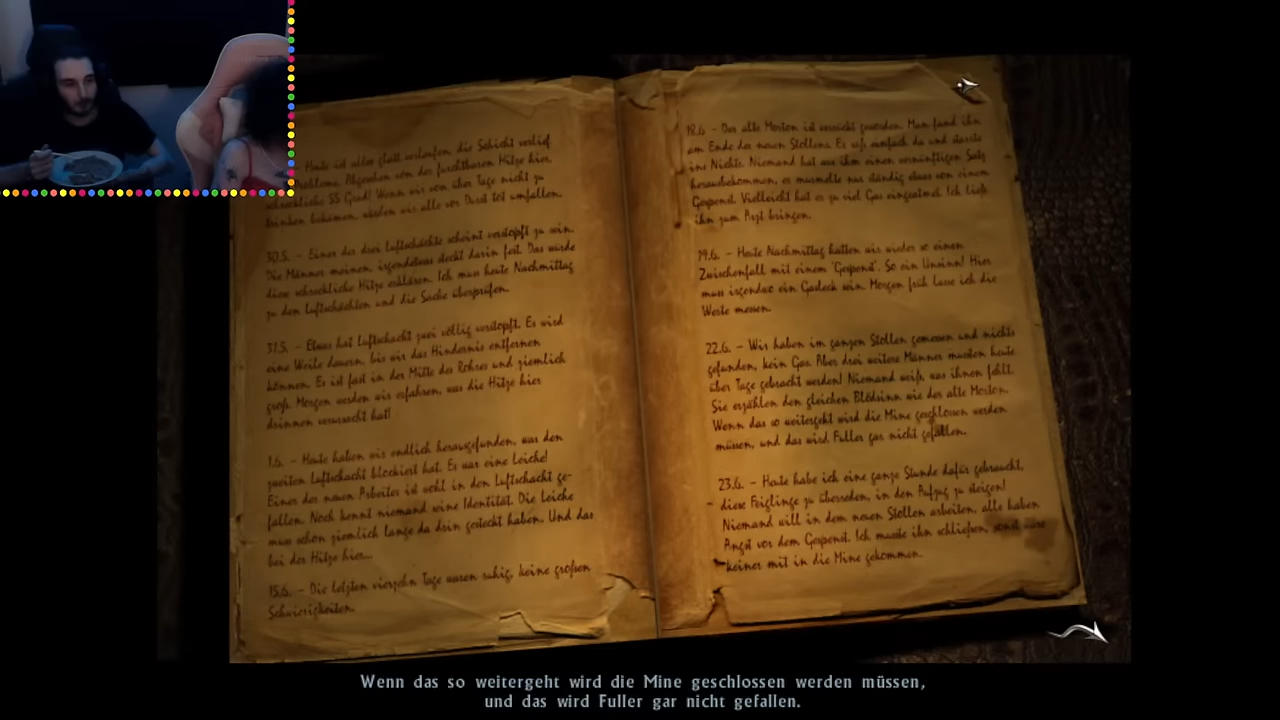 Heute ist alles glatt verlaufen, die Schicht verlief
Probleme. Abgesehen von der furchtbaren Hitze hier,
schreckliche 55 Grad! Wenn wir von über Tage nicht zu
trinken bekämen, würden wir alle vor Durst tot umfallen.
30.5. - Einer der drei Luftschächte scheint verstopft zu sein.
Die Männer meinen, irgendetwas steckt darin fest. Das würde
diese schreckliche Hitze erklären. Ich muss heute Nachmittag
zu den Luftschächten und die Sache überprüfen.
31.5. - Etwas hat Luftschacht zwei völlig verstopft. Es wird
eine Weile dauern, bis wir das Hindernis entfernen
können. Es ist fast in der Mitte des Rohres und ziemlich
groß. Morgen werden wir erfahren, was die Hitze hier
drinnen verursacht hat!
1.6. - Heute haben wir endlich herausgefunden, was den
zweiten Luftschacht blockiert hat. Es war eine Leiche!
Einer der neuen Arbeiter ist wohl in den Luftschacht ge-
fallen. Noch kennt niemand seine Identität. Die Leiche
muss schon ziemlich lange da drin gesteckt haben. Und das
bei der Hitze hier...
15.6. - Die letzten vierzehn Tage waren ruhig, keine großen
Schwierigkeiten.
18.6. - Der alte Morton ist verrückt geworden. Man fand ihn
am Ende des neuen Stollens. Er saß einfach da und starrte
ins Nichts. Niemand hat aus ihm einen vernünftigen Satz
herausbekommen, er murmelte nur ständig etwas von einem
Gespenst. Vielleicht hat er zu viel Gas eingeatmet. Ich ließ
ihn zum Arzt bringen.
19.6. - Heute Nachmittag hatten wir wieder so einen
Zwischenfall mit einem "Gespenst". So ein Unsinn! Hier
muss irgendwo ein Gasleck sein. Morgen früh lasse ich die
Werte messen.
22.6. - Wir haben im ganzen Stollen gemessen und nichts
gefunden, kein Gas. Aber drei weitere Männer mussten heute
über Tage gebracht werden! Niemand weiß, was ihnen fehlt.
Sie erzählen den gleichen Blödsinn wie der alte Morton.
Wenn das so weitergeht wird die Mine geschlossen werden
müssen, und das wird Fuller gar nicht gefallen.
23.6. - Heute habe ich eine ganze Stunde dafür gebraucht,
diese Feiglinge zu überreden, in den Aufzug zu steigen!
Niemand will in dem neuen Stollen arbeiten, alle haben
Angst vor dem Gespenst. Ich musste ihn schließen, sonst wäre
keiner mit in die Mine gekommen.
Wenn das so weitergeht wird die Mine geschlossen werden müssen,
und das wird Fuller gar nicht gefallen.